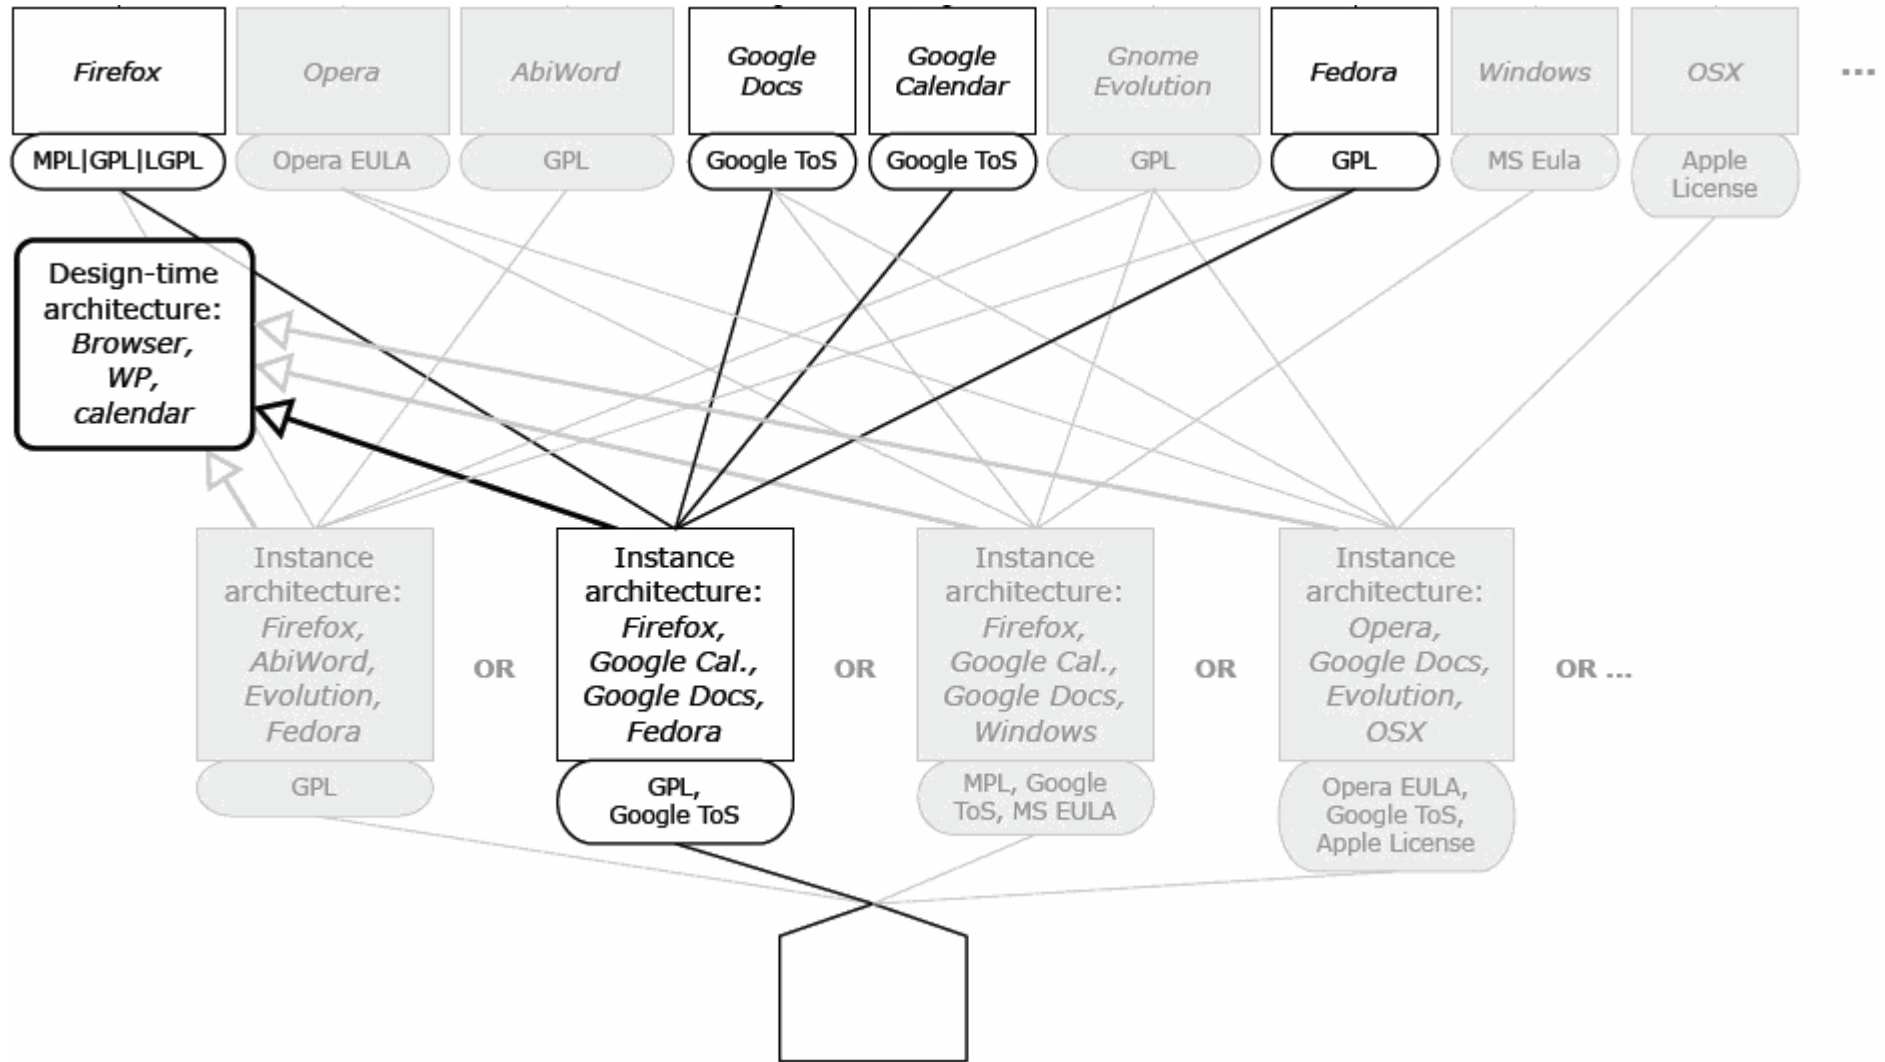 Firefox
Opera
AbiWord
Google
Docs
Google
Calendar
Gnome
Evolution
Fedora
Windows
OSX
...
MPL|GPL|LGPL
Opera EULA
GPL
Google ToS
Google ToS
GPL
GPL
MS Eula
Apple
License
Design-time
architecture:
Browser,
WP,
calendar
Instance
architecture:
Firefox,
AbiWord,
Evolution,
Fedora
GPL
OR
Instance
architecture:
Firefox,
Google Cal.,
Google Docs,
Fedora
GPL,
Google ToS
OR
Instance
architecture:
Firefox,
Google Cal.,
Google Docs,
Windows
MPL, Google
ToS, MS EULA
OR
Instance
architecture:
Opera,
Google Docs,
Evolution,
OSX
Opera EULA,
Google ToS,
Apple License
OR ...